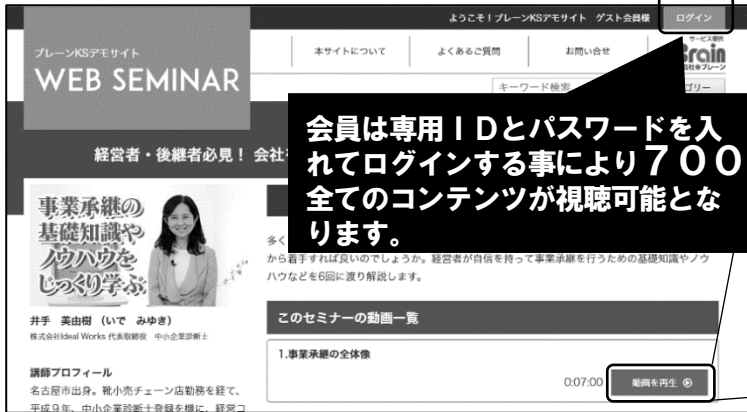 ようこそ！ブレーンKSデモサイト ゲスト会員様 ログイン
ブレーンKSデモサイト
WEB SEMINAR
本サイトについて よくあるご質問 お問い合せ
サービス提供
Brain
会社ブレーン
キーワード検索 ゴリー
会員は専用ＩＤとパスワードを入
れてログインする事により７００
全てのコンテンツが視聴可能とな
ります。
経営者・後継者必見！ 会社
事業承継の
基礎知識や
ノウハウを
じっくり学ぶ
多く
から着手すれば良いのでしょうか。経営者が自信を持って事業承継を行うための基礎知識やノウ
ハウなどを6回に渡り解説します。
井手 美由樹 （いで みゆき）
株式会社Ideal Works 代表取締役 中小企業診断士
このセミナーの動画一覧
1.事業承継の全体像
0:07:00 動画を再生
講師プロフィール
名古屋市出身。靴小売チェーン店勤務を経て、
平成９年、中小企業診断士登録を機に、経営コ